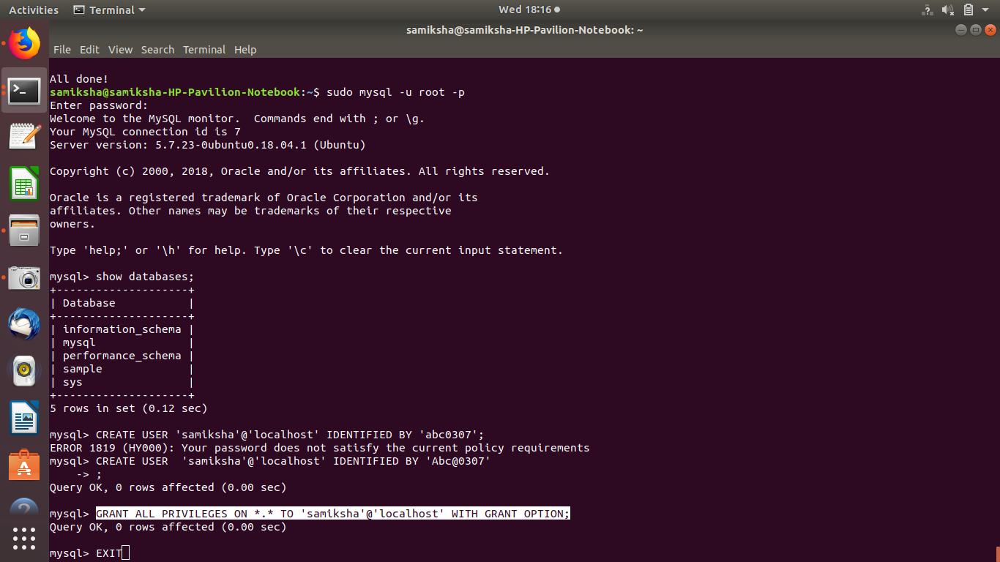 Activities Terminal Wed 18:16
samiksha@samiksha-HP-Pavilion-Notebook: ~
File Edit View Search Terminal Help
All done!
samiksha@samiksha-HP-Pavilion-Notebook:~$ sudo mysql -u root -p
Enter password:
Welcome to the MySQL monitor.  Commands end with ; or \g.
Your MySQL connection id is 7
Server version: 5.7.23-0ubuntu0.18.04.1 (Ubuntu)
Copyright (c) 2000, 2018, Oracle and/or its affiliates. All rights reserved.
Oracle is a registered trademark of Oracle Corporation and/or its
affiliates. Other names may be trademarks of their respective
owners.
Type 'help;' or '\h' for help. Type '\c' to clear the current input statement.
mysql> show databases;
+--------------------+
| Database           |
+--------------------+
| information_schema |
| mysql              |
| performance_schema |
| sample             |
| sys                |
+--------------------+
5 rows in set (0.12 sec)
mysql> CREATE USER 'samiksha'@'localhost' IDENTIFIED BY 'abc0307';
ERROR 1819 (HY000): Your password does not satisfy the current policy requirements
mysql> CREATE USER  'samiksha'@'localhost' IDENTIFIED BY 'Abc@0307'
    -> ;
Query OK, 0 rows affected (0.00 sec)
mysql> GRANT ALL PRIVILEGES ON *.* TO 'samiksha'@'localhost' WITH GRANT OPTION;
Query OK, 0 rows affected (0.00 sec)
mysql> EXIT